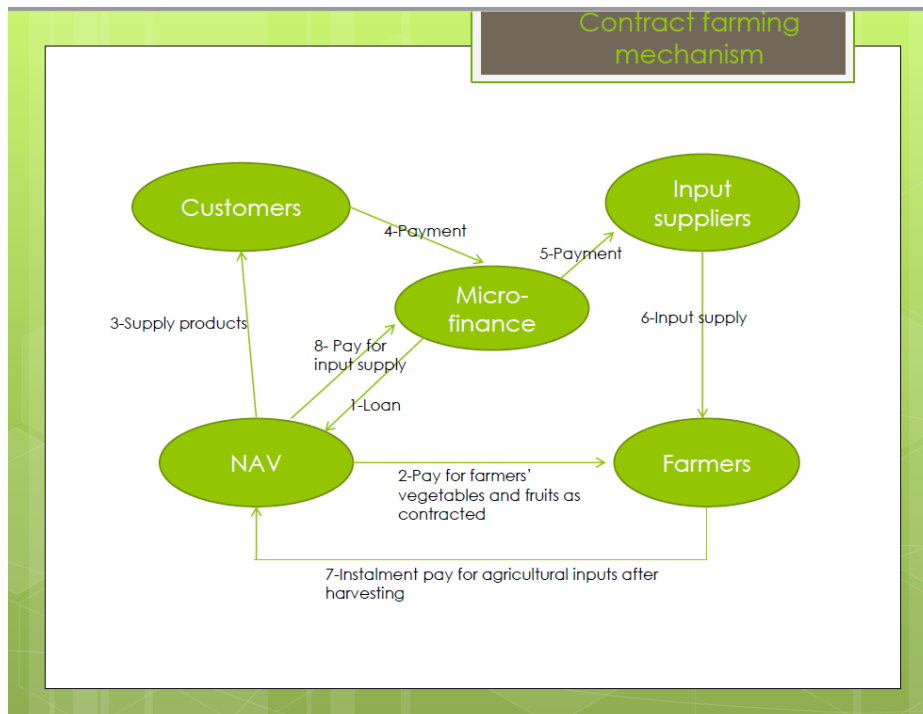 Contract farming
mechanism
Customers
Input
suppliers
4-Payment
5-Payment
Micro-
finance
3-Supply products
6-Input supply
8- Pay for
input supply
1-Loan
NAV
Farmers
2-Pay for farmers’
vegetables and fruits as
contracted
7-Instalment pay for agricultural inputs after
harvesting